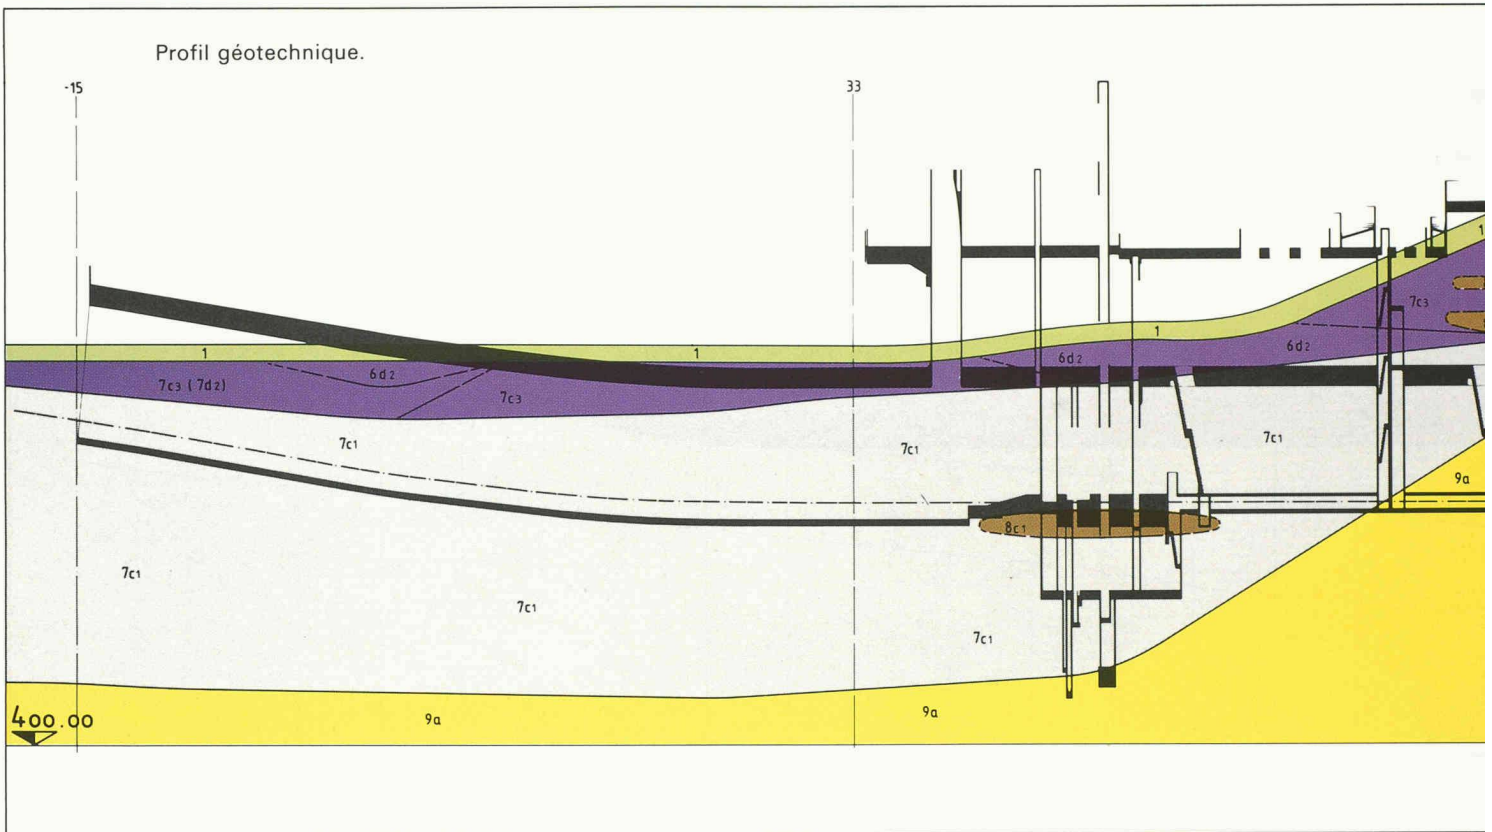 Profil géotechnique.
-15
33
1
7c3
1
1
1
6d2
6d2
6d2
7c3 (7d2)
7c3
7c1
7c1
7c1
9a
8c1
7c1
7c1
7c1
400.00
9a
9a